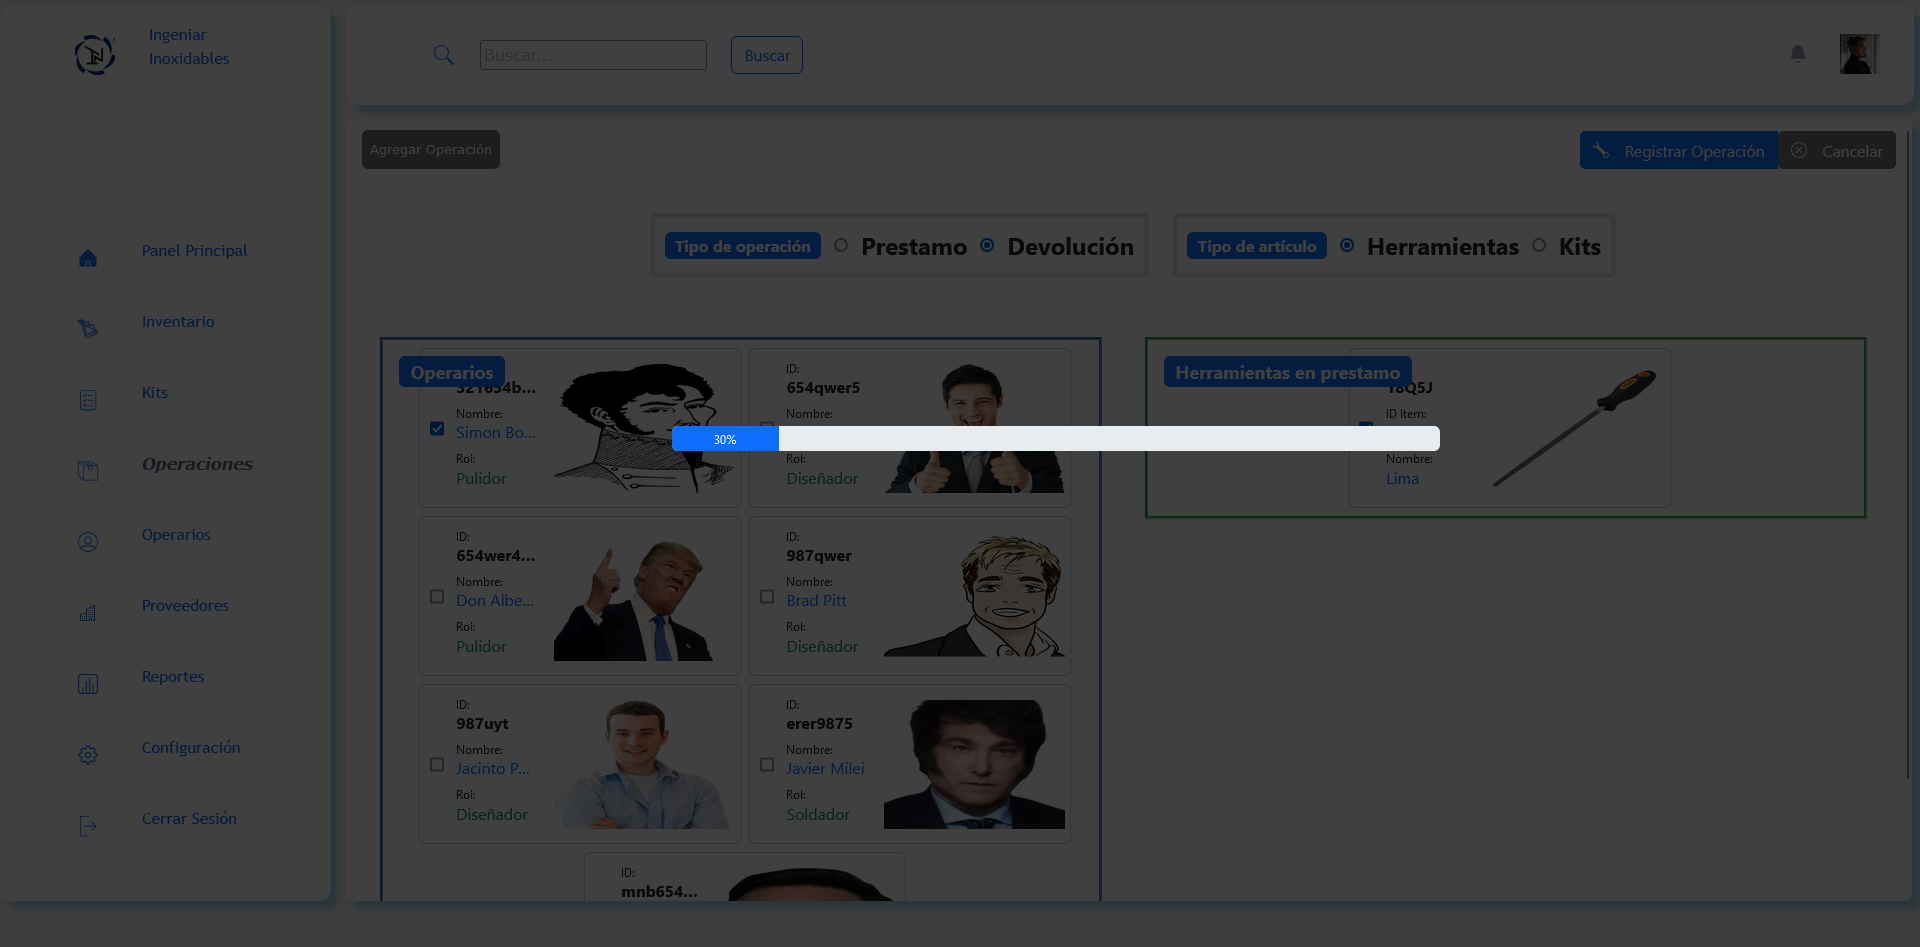 Ingeniar
Inoxidables
Buscar...
Buscar
Agregar Operación
Registrar Operación
Cancelar
Tipo de operación
Prestamo
Devolución
Tipo de artículo
Herramientas
Kits
Panel Principal
Inventario
Kits
Operaciones
Operarios
Proveedores
Reportes
Configuración
Cerrar Sesión
Operarios
321654b...
Nombre:
Simon Bo...
Rol:
Pulidor
ID:
654qwer5
Nombre:
Rol:
Diseñador
ID:
654wer4...
Nombre:
Don Albe...
Rol:
Pulidor
ID:
987qwer
Nombre:
Brad Pitt
Rol:
Diseñador
ID:
987uyt
Nombre:
Jacinto P...
Rol:
Diseñador
ID:
erer9875
Nombre:
Javier Milei
Rol:
Soldador
ID:
mnb654...
Herramientas en prestamo
ID Item:
Nombre:
Lima
30%